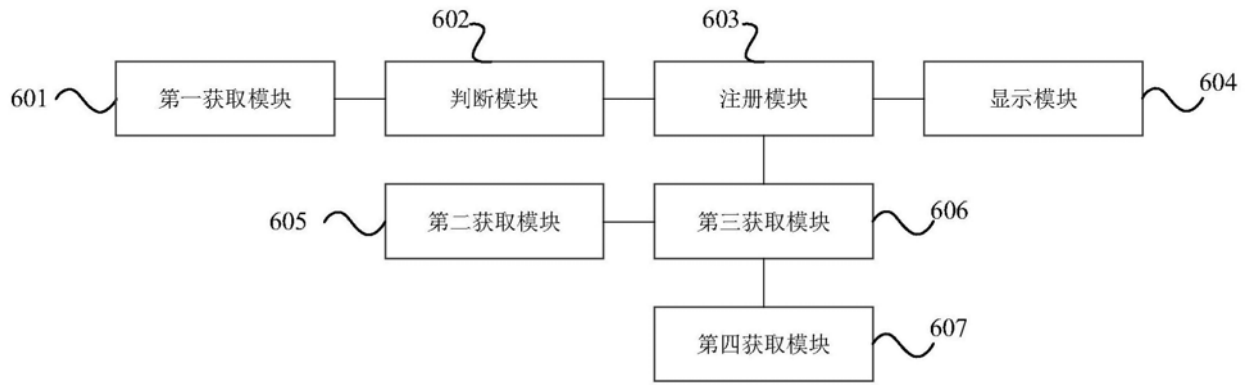 602
603
601
第一获取模块
判断模块
注册模块
显示模块
604
605
第二获取模块
第三获取模块
606
第四获取模块
607